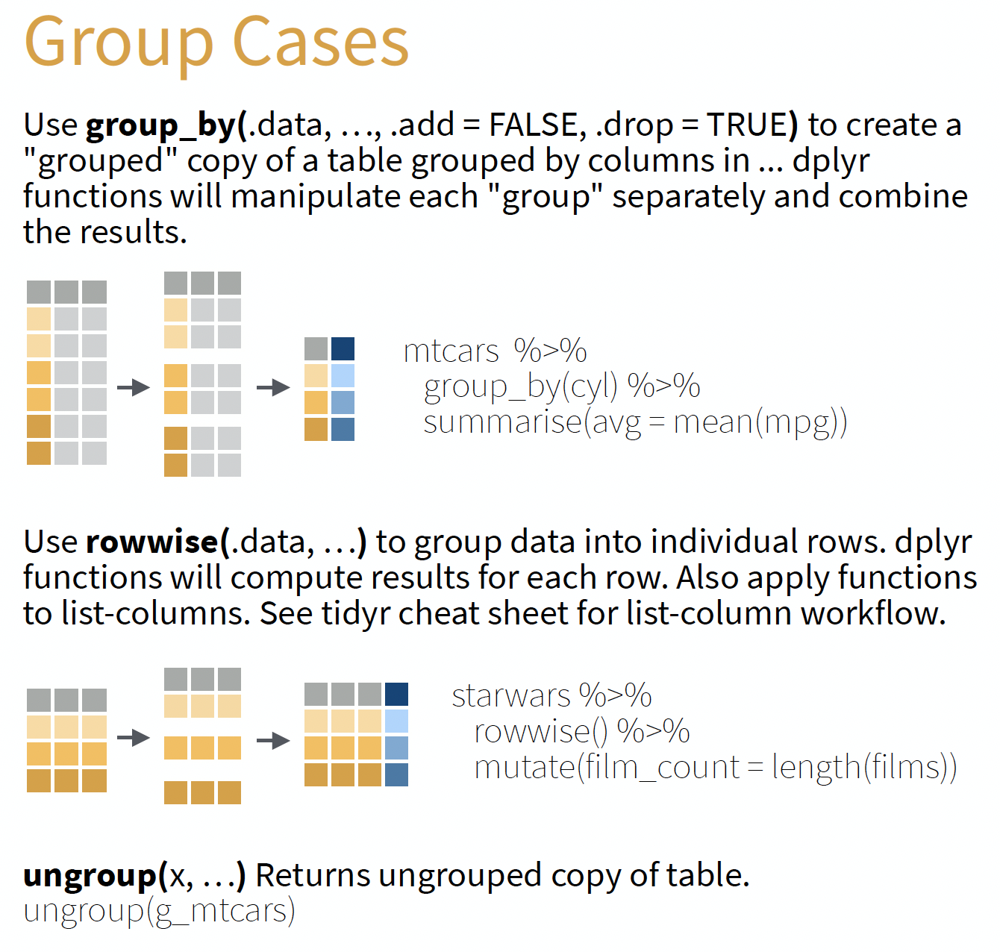 Group Cases
Use group_by(.data, …, .add = FALSE, .drop = TRUE) to create a
"grouped" copy of a table grouped by columns in ... dplyr
functions will manipulate each "group" separately and combine
the results.
mtcars %>%
group_by(cyl) %>%
summarise(avg = mean(mpg))
Use rowwise(.data, …) to group data into individual rows. dplyr
functions will compute results for each row. Also apply functions
to list-columns. See tidyr cheat sheet for list-column workflow.
starwars %>%
rowwise() %>%
mutate(film_count = length(films))
ungroup(x, …) Returns ungrouped copy of table.
ungroup(g_mtcars)